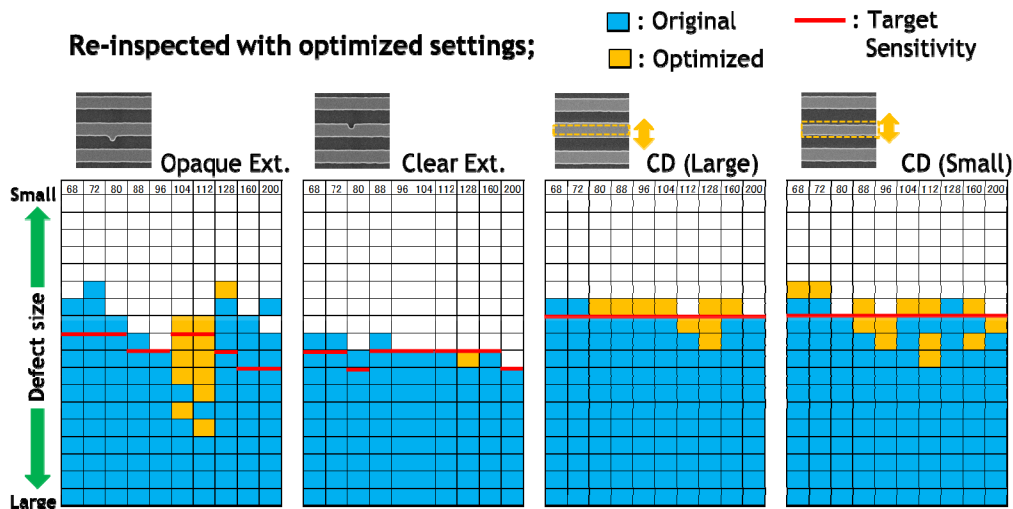 Re-inspected with optimized settings;
: Original
: Optimized
: Target
Sensitivity
Opaque Ext.
Clear Ext.
CD (Large)
CD (Small)
Small
Defect size
Large
68 72 80 88 96 104 112 128 160 200
68 72 80 88 96 104 112 128 160 200
68 72 80 88 96 104 112 128 160 200
68 72 80 88 96 104 112 128 160 200